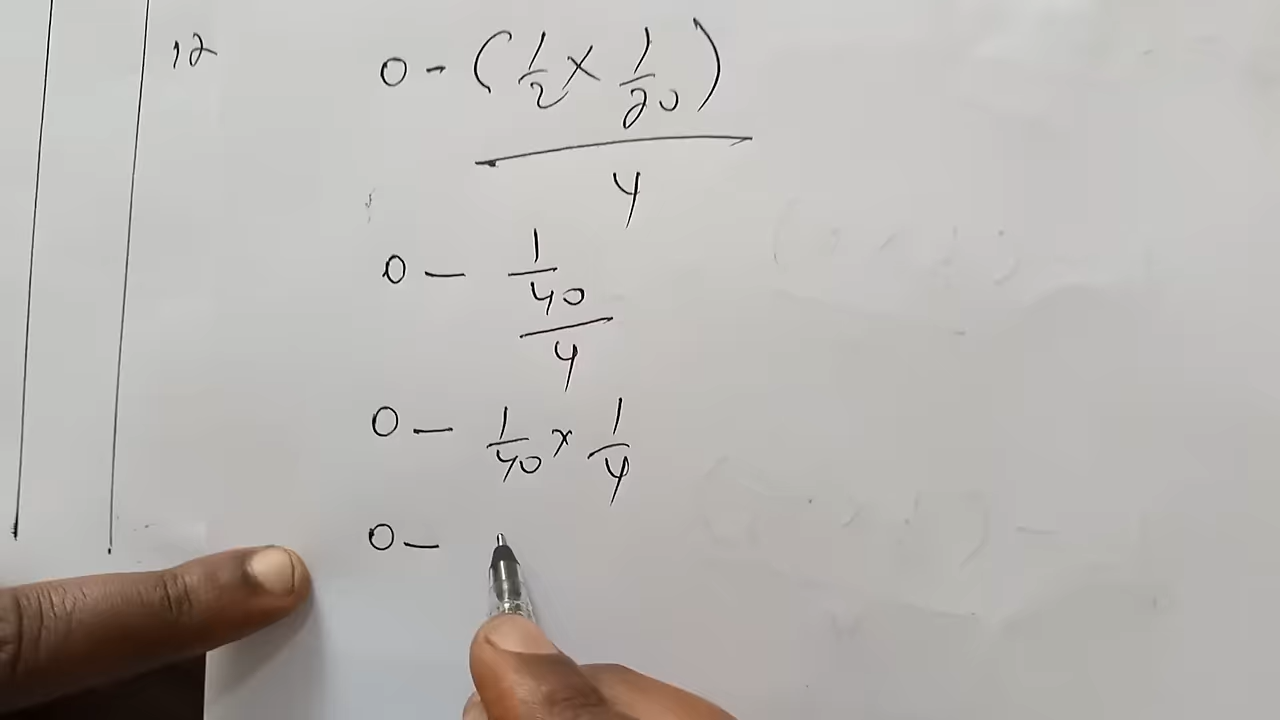 12 0 - (1/2 × 1/20)
4
0 - 1/40
4
0 - 1/40 × 1/4
0 -